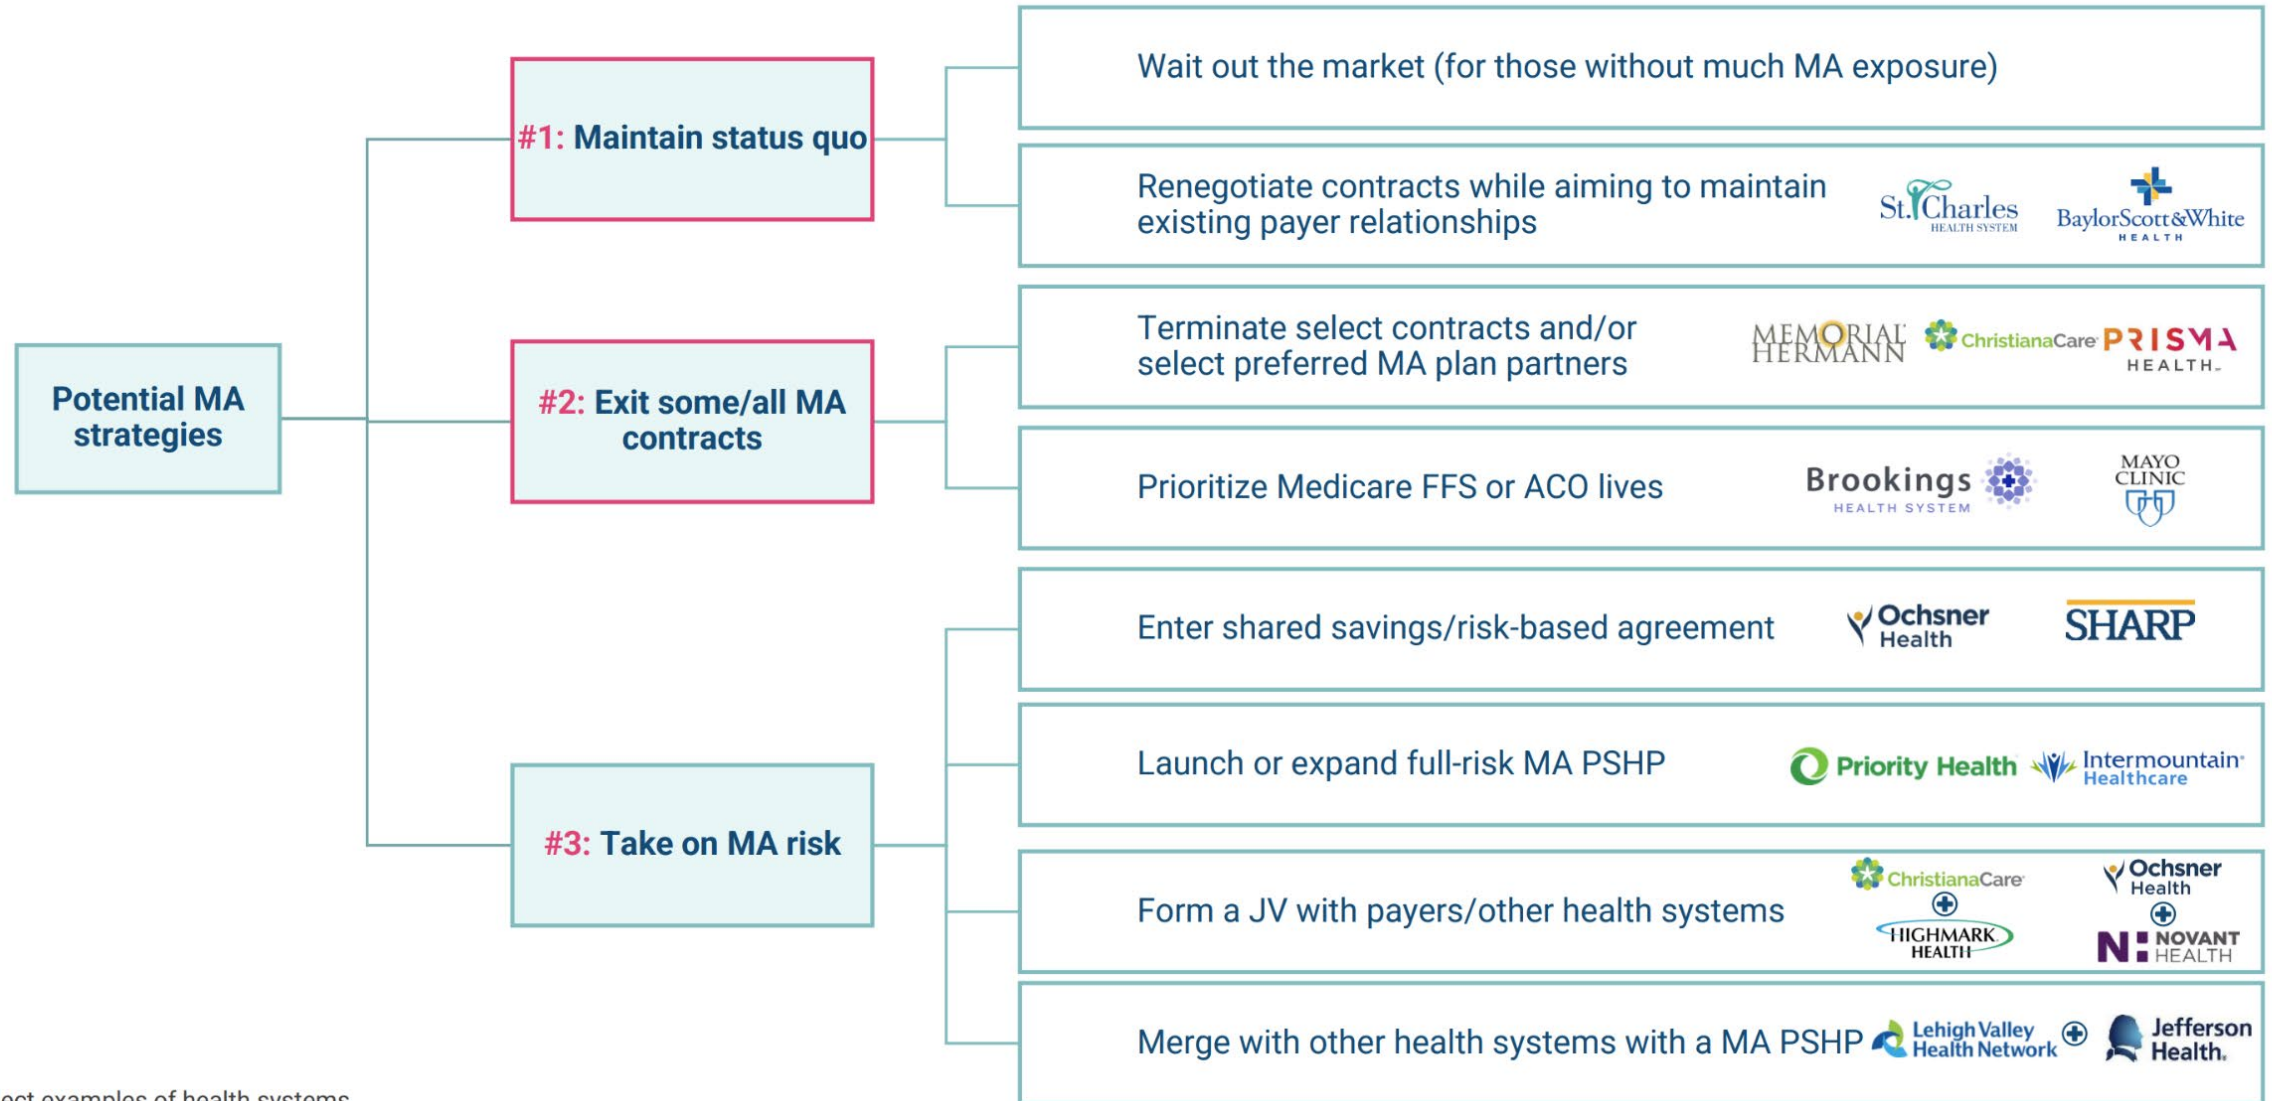 Potential MA
strategies
#1: Maintain status quo
Wait out the market (for those without much MA exposure)
Renegotiate contracts while aiming to maintain
existing payer relationships
St. Charles
HEALTH SYSTEM
BaylorScott&White
HEALTH
#2: Exit some/all MA
contracts
Terminate select contracts and/or
select preferred MA plan partners
MEMORIAL
HERMANN
ChristianaCare
PRISMA
HEALTH
Prioritize Medicare FFS or ACO lives
Brookings
HEALTH SYSTEM
MAYO
CLINIC
#3: Take on MA risk
Enter shared savings/risk-based agreement
Ochsner
Health
SHARP
Launch or expand full-risk MA PSHP
Priority Health
Intermountain
Healthcare
Form a JV with payers/other health systems
ChristianaCare
HIGHMARK
HEALTH
Ochsner
Health
NOVANT
HEALTH
Merge with other health systems with a MA PSHP
Lehigh Valley
Health Network
Jefferson
Health
examples of health systems